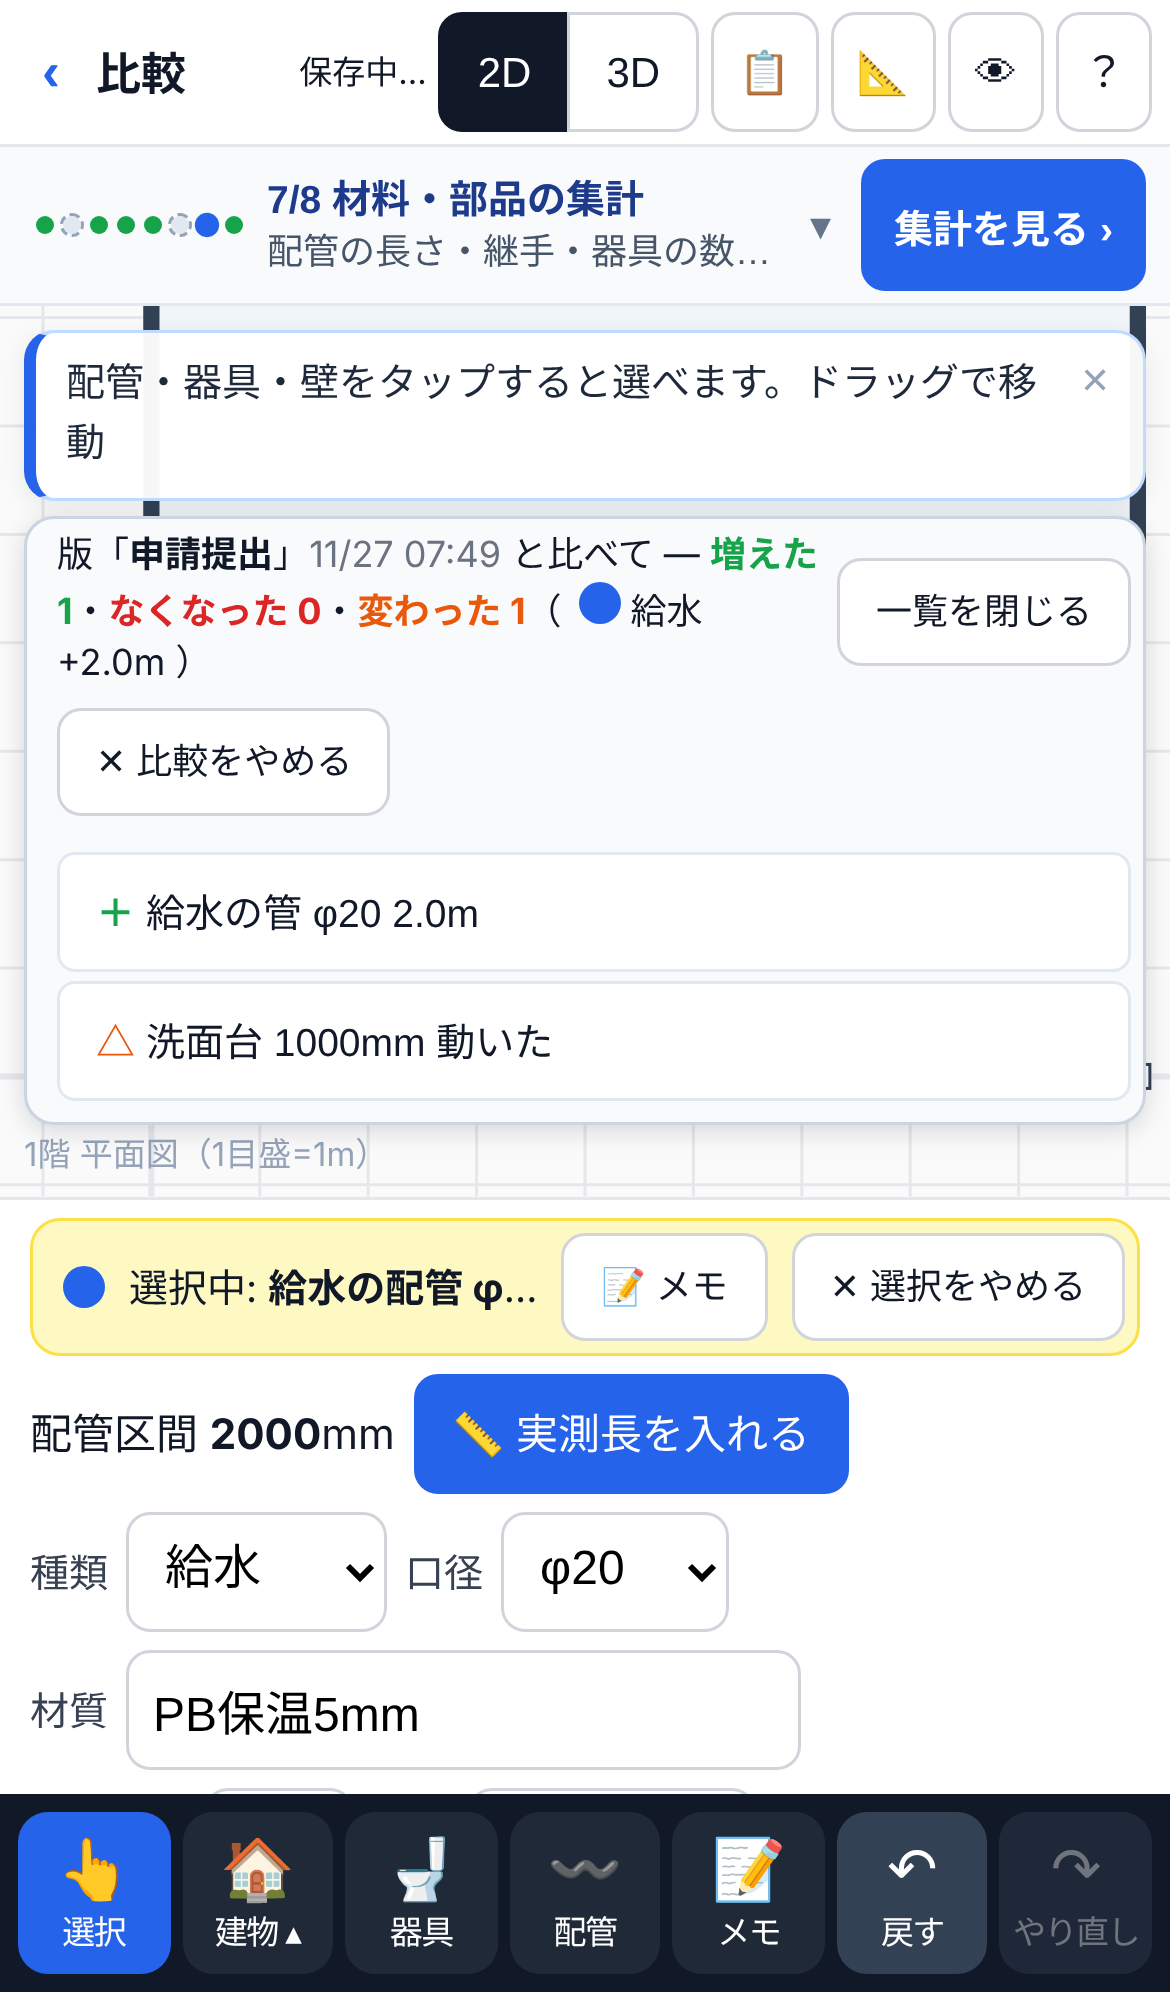 ‹ 比較 保存中... 2D 3D ?
7/8 材料・部品の集計
配管の長さ・継手・器具の数... ▼ 集計を見る ›
配管・器具・壁をタップすると選べます。ドラッグで移 ×
動
版「申請提出」11/27 07:49 と比べて — 増えた
1・なくなった 0・変わった 1（ 給水
+2.0m ）
一覧を閉じる
× 比較をやめる
＋ 給水の管 φ20 2.0m
△ 洗面台 1000mm 動いた
1階 平面図（1目盛=1m）
選択中: 給水の配管 φ... メモ × 選択をやめる
配管区間 2000mm 実測長を入れる
種類 給水 口径 φ20
材質 PB保温5mm
選択 建物▲ 器具 配管 メモ 戻す やり直し